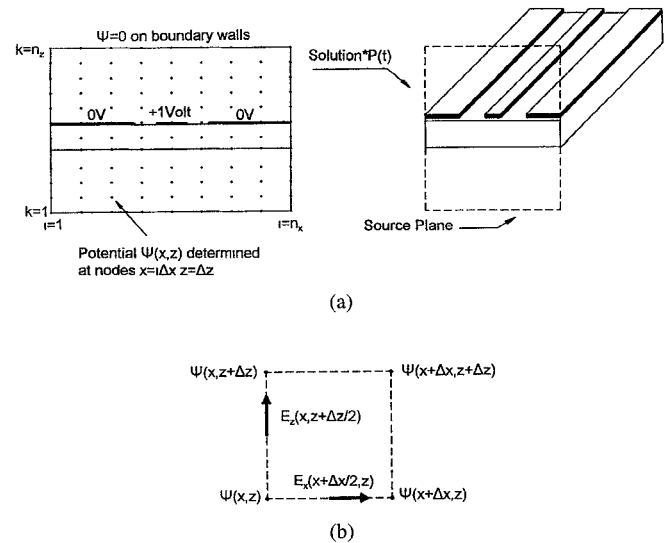 Ψ=0 on boundary walls
k=n_z
0V +1Volt 0V
k=1
i=1 i=n_x
Potential Ψ(x,z) determined
at nodes x=iΔx z=Δz
Solution*P(t)
Source Plane
(a)
Ψ(x,z+Δz) Ψ(x+Δx,z+Δz)
E_z(x,z+Δz/2)
E_x(x+Δx/2,z)
Ψ(x,z) Ψ(x+Δx,z)
(b)